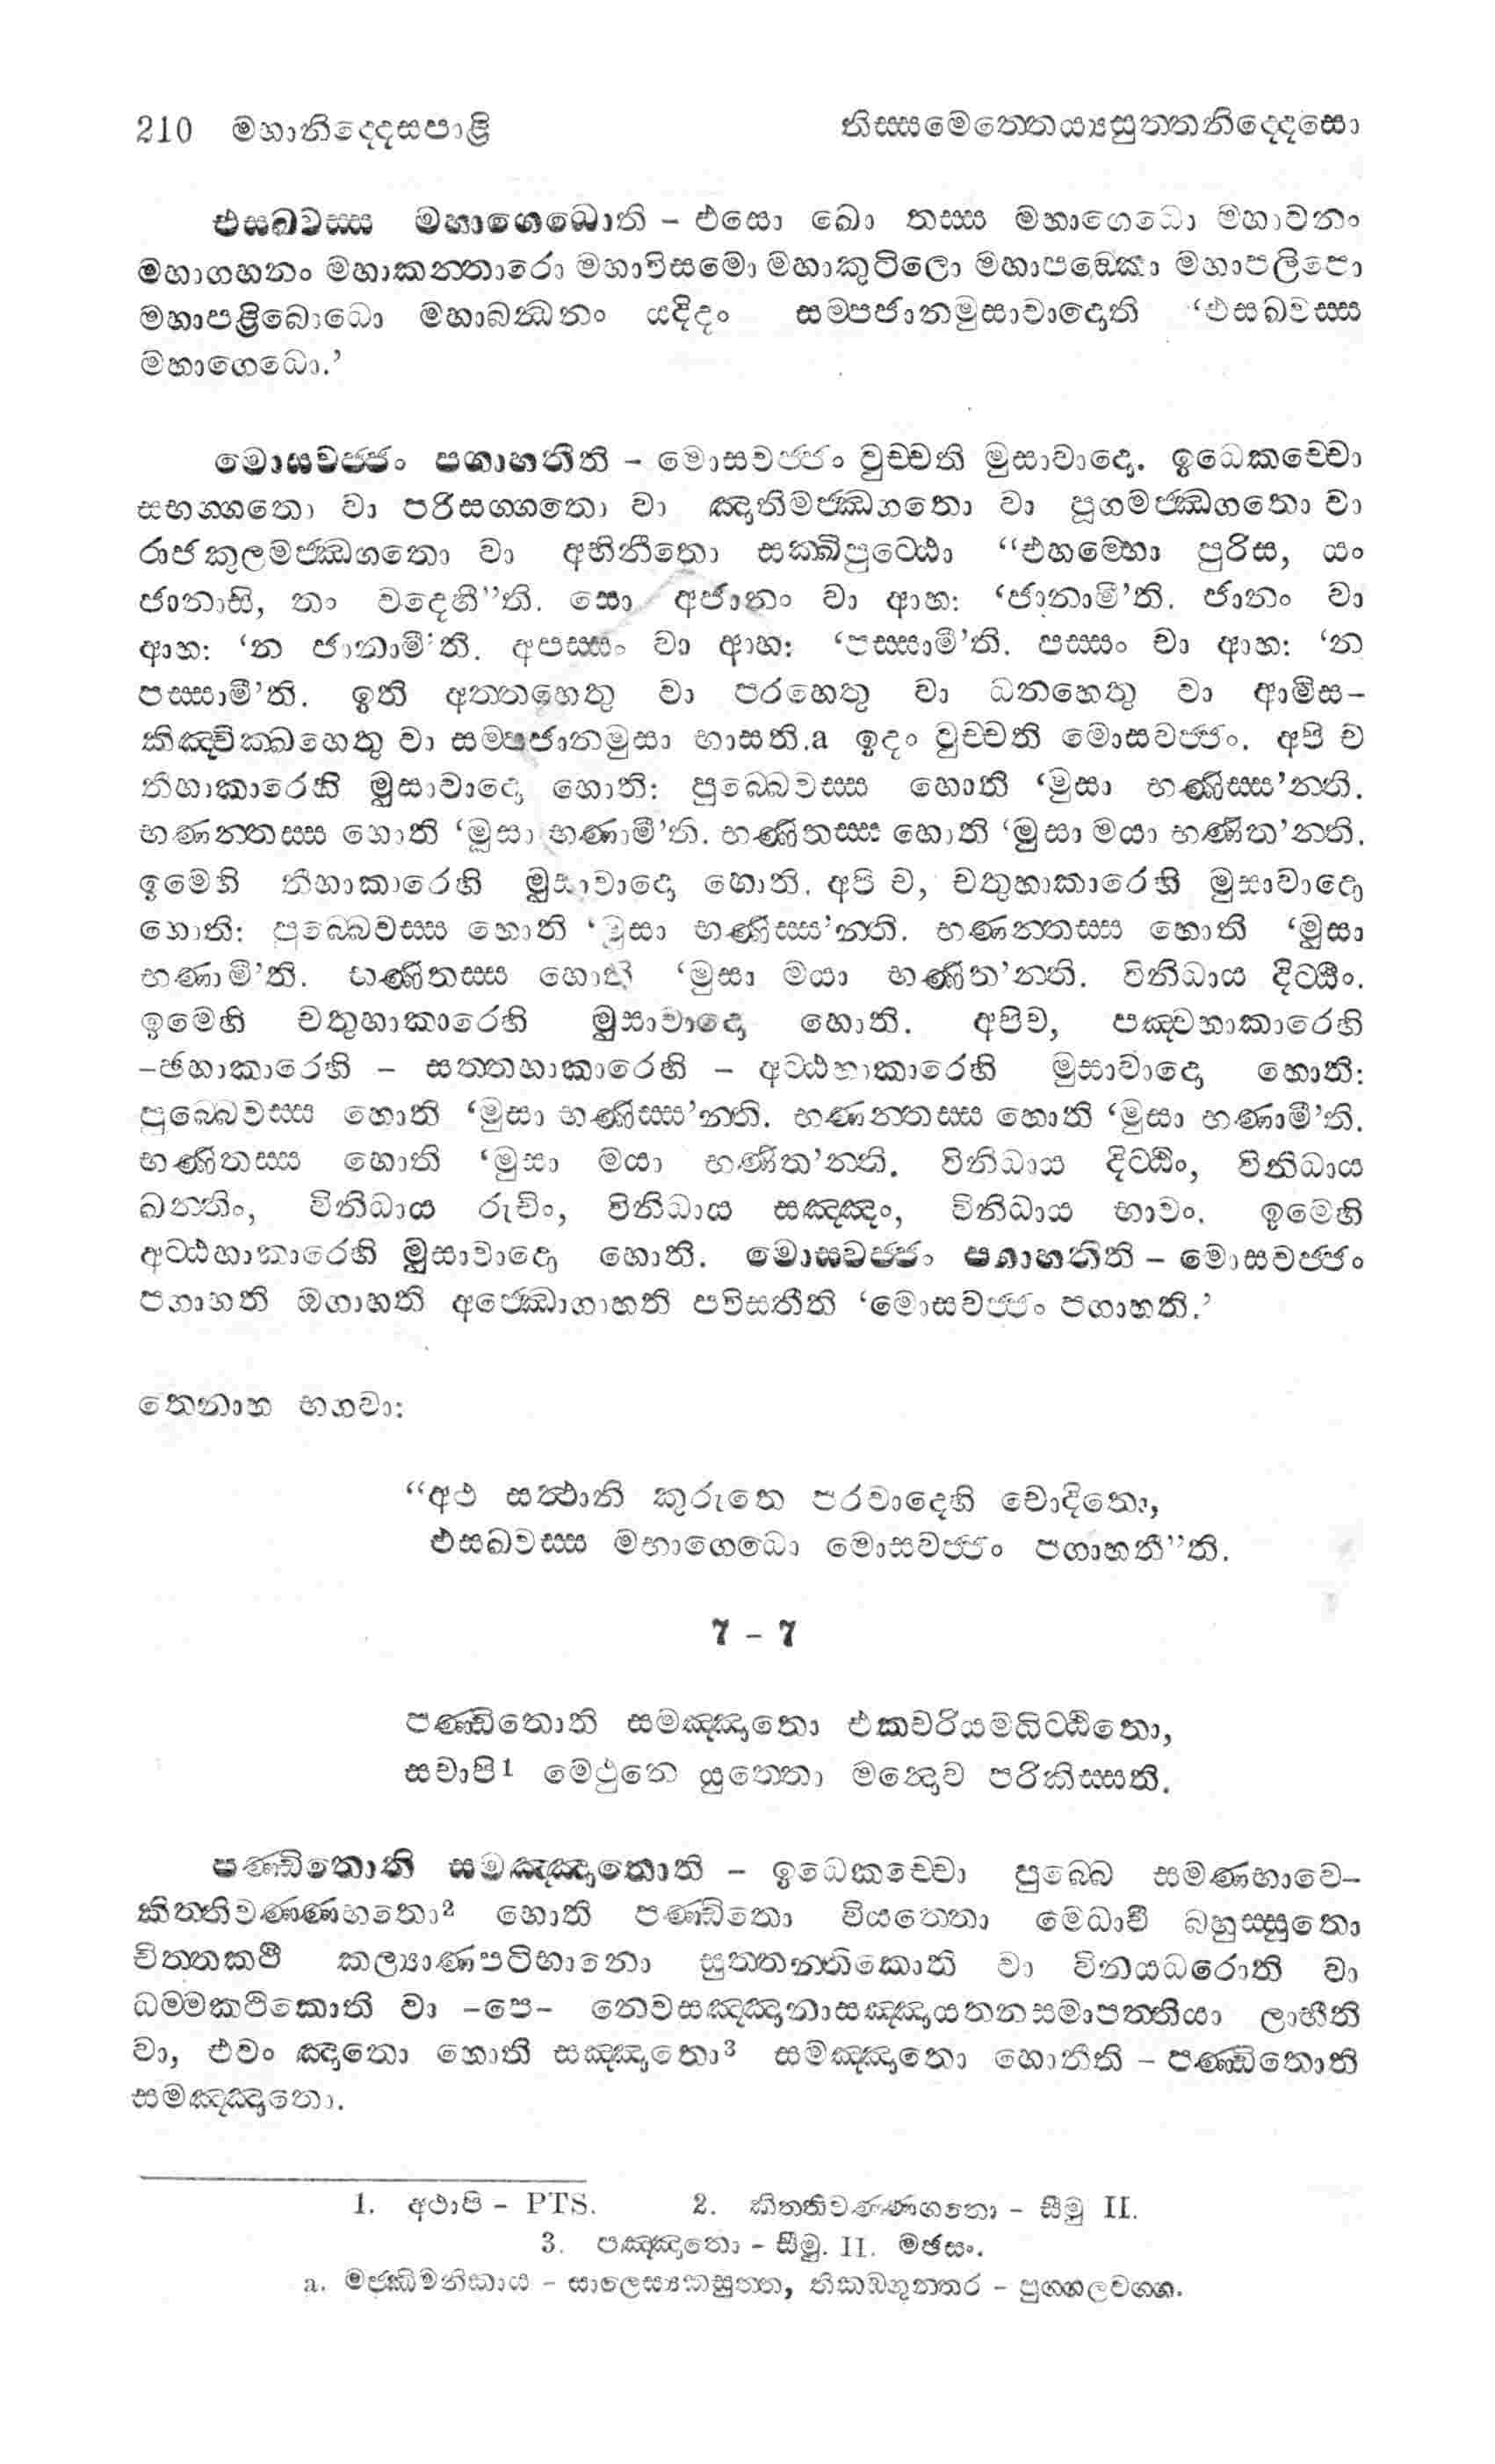 210 මහානිද්දෙසපාළි
තිස්සමෙත්තෙය්‍යසුත්තනිද්දෙසො
එසඛ්වස්ස මහාගෙධොති – එසො ඛො තස්ස මහාගෙධො මහාවනං
මහාගහනං මහාකන්තාරො මහාවිසමො මහාකුටිලො මහාපඞ්කො මහාපලිපො
මහාපළිබොධො මහාබන්ධනං යදිදං සම්පජානමුසාවාදොති ‘එසඛ්වස්ස
මහාගෙධො.’
මොසවජ්ජං පගාහතීති – මොසවජ්ජං වුච්චති මුසාවාදො. ඉධෙකච්චො
සභග්ගතො වා පරිසග්ගතො වා ඤාතිමජ්ඣගතො වා පූගමජ්ඣගතො වා
රාජකුලමජ්ඣගතො වා අභිනීතො සක්ඛිපුට්ඨො “එහම්භො පුරිස, යං
ජානාසි, තං වදෙහී”ති. සො අජානං වා ආහ: ‘ජානාමී’ති. ජානං වා
ආහ: ‘න ජානාමී’ති. අපස්සං වා ආහ: ‘පස්සාමී’ති. පස්සං වා ආහ: ‘න
පස්සාමී’ති. ඉති අත්තහෙතු වා පරහෙතු වා ධනහෙතු වා ආමිස-
කිඤ්චික්ඛහෙතු වා සම්පජානමුසා භාසති.a ඉදං වුච්චති මොසවජ්ජං. අපි ච
තීහාකාරෙහි මුසාවාදො හොති: පුබ්බෙවස්ස හොති ‘මුසා භණිස්ස’න්ති.
භණන්තස්ස හොති ‘මුසා භණාමී’ති. භණිතස්ස හොති ‘මුසා මයා භණිත’න්ති.
ඉමෙහි තීහාකාරෙහි මුසාවාදො හොති. අපි ච, චතුහාකාරෙහි මුසාවාදො
හොති: පුබ්බෙවස්ස හොති ‘මුසා භණිස්ස’න්ති. භණන්තස්ස හොති ‘මුසා
භණාමී’ති. භණිතස්ස හොති ‘මුසා මයා භණිත’න්ති. විනිධාය දිට්ඨිං.
ඉමෙහි චතුහාකාරෙහි මුසාවාදො හොති. අපිච, පඤ්චහාකාරෙහි
–ඡහාකාරෙහි – සත්තහාකාරෙහි – අට්ඨහාකාරෙහි මුසාවාදො හොති:
පුබ්බෙවස්ස හොති ‘මුසා භණිස්ස’න්ති. භණන්තස්ස හොති ‘මුසා භණාමී’ති.
භණිතස්ස හොති ‘මුසා මයා භණිත’න්ති. විනිධාය දිට්ඨිං, විනිධාය
ඛන්තිං, විනිධාය රුචිං, විනිධාය සඤ්ඤං, විනිධාය භාවං. ඉමෙහි
අට්ඨහාකාරෙහි මුසාවාදො හොති. මොසවජ්ජං පගාහතීති – මොසවජ්ජං
පගාහති ඔගාහති අජ්ඣොගාහති පවිසතීති ‘මොසවජ්ජං පගාහති.’
තෙනාහ භගවා:
“අථ සත්ථානි කුරුතෙ පරවාදෙහි චොදිතො,
එසඛ්වස්ස මහාගෙධො මොසවජ්ජං පගාහතී”ති.
7 – 7
පණ්ඩිතොති සමඤ්ඤාතො එකචරියමධිට්ඨිතො,
සචාපි1 මෙථුනෙ යුත්තො මන්දොව පරිකිස්සති.
පණ්ඩිතොති සමඤ්ඤාතොති – ඉධෙකච්චො පුබ්බෙ සමණභාවෙ-
කිත්තිවණ්ණහතො2 හොති පණ්ඩිතො වියත්තො මෙධාවී බහුස්සුතො
චිත්තකථී කල්‍යාණපටිභානො සුත්තන්තිකොති වා විනයධරොති වා
ධම්මකථිකොති වා –පෙ– නෙවසඤ්ඤානාසඤ්ඤායතනසමාපත්තියා ලාභීති
වා, එවං ඤාතො හොති සඤ්ඤාතො3 සමඤ්ඤාතො හොතීති – පණ්ඩිතොති
සමඤ්ඤාතො.
1. අථාපි – PTS. 2. කිත්තිවණ්ණගතො – සීමු II.
3. පඤ්ඤාතො – සීමු. II. මඡසං.
a. මජ්ඣිමනිකාය – සාලෙය්‍යකසුත්ත, තිකඞ්ගුත්තර – පුග්ගලවග්ග.